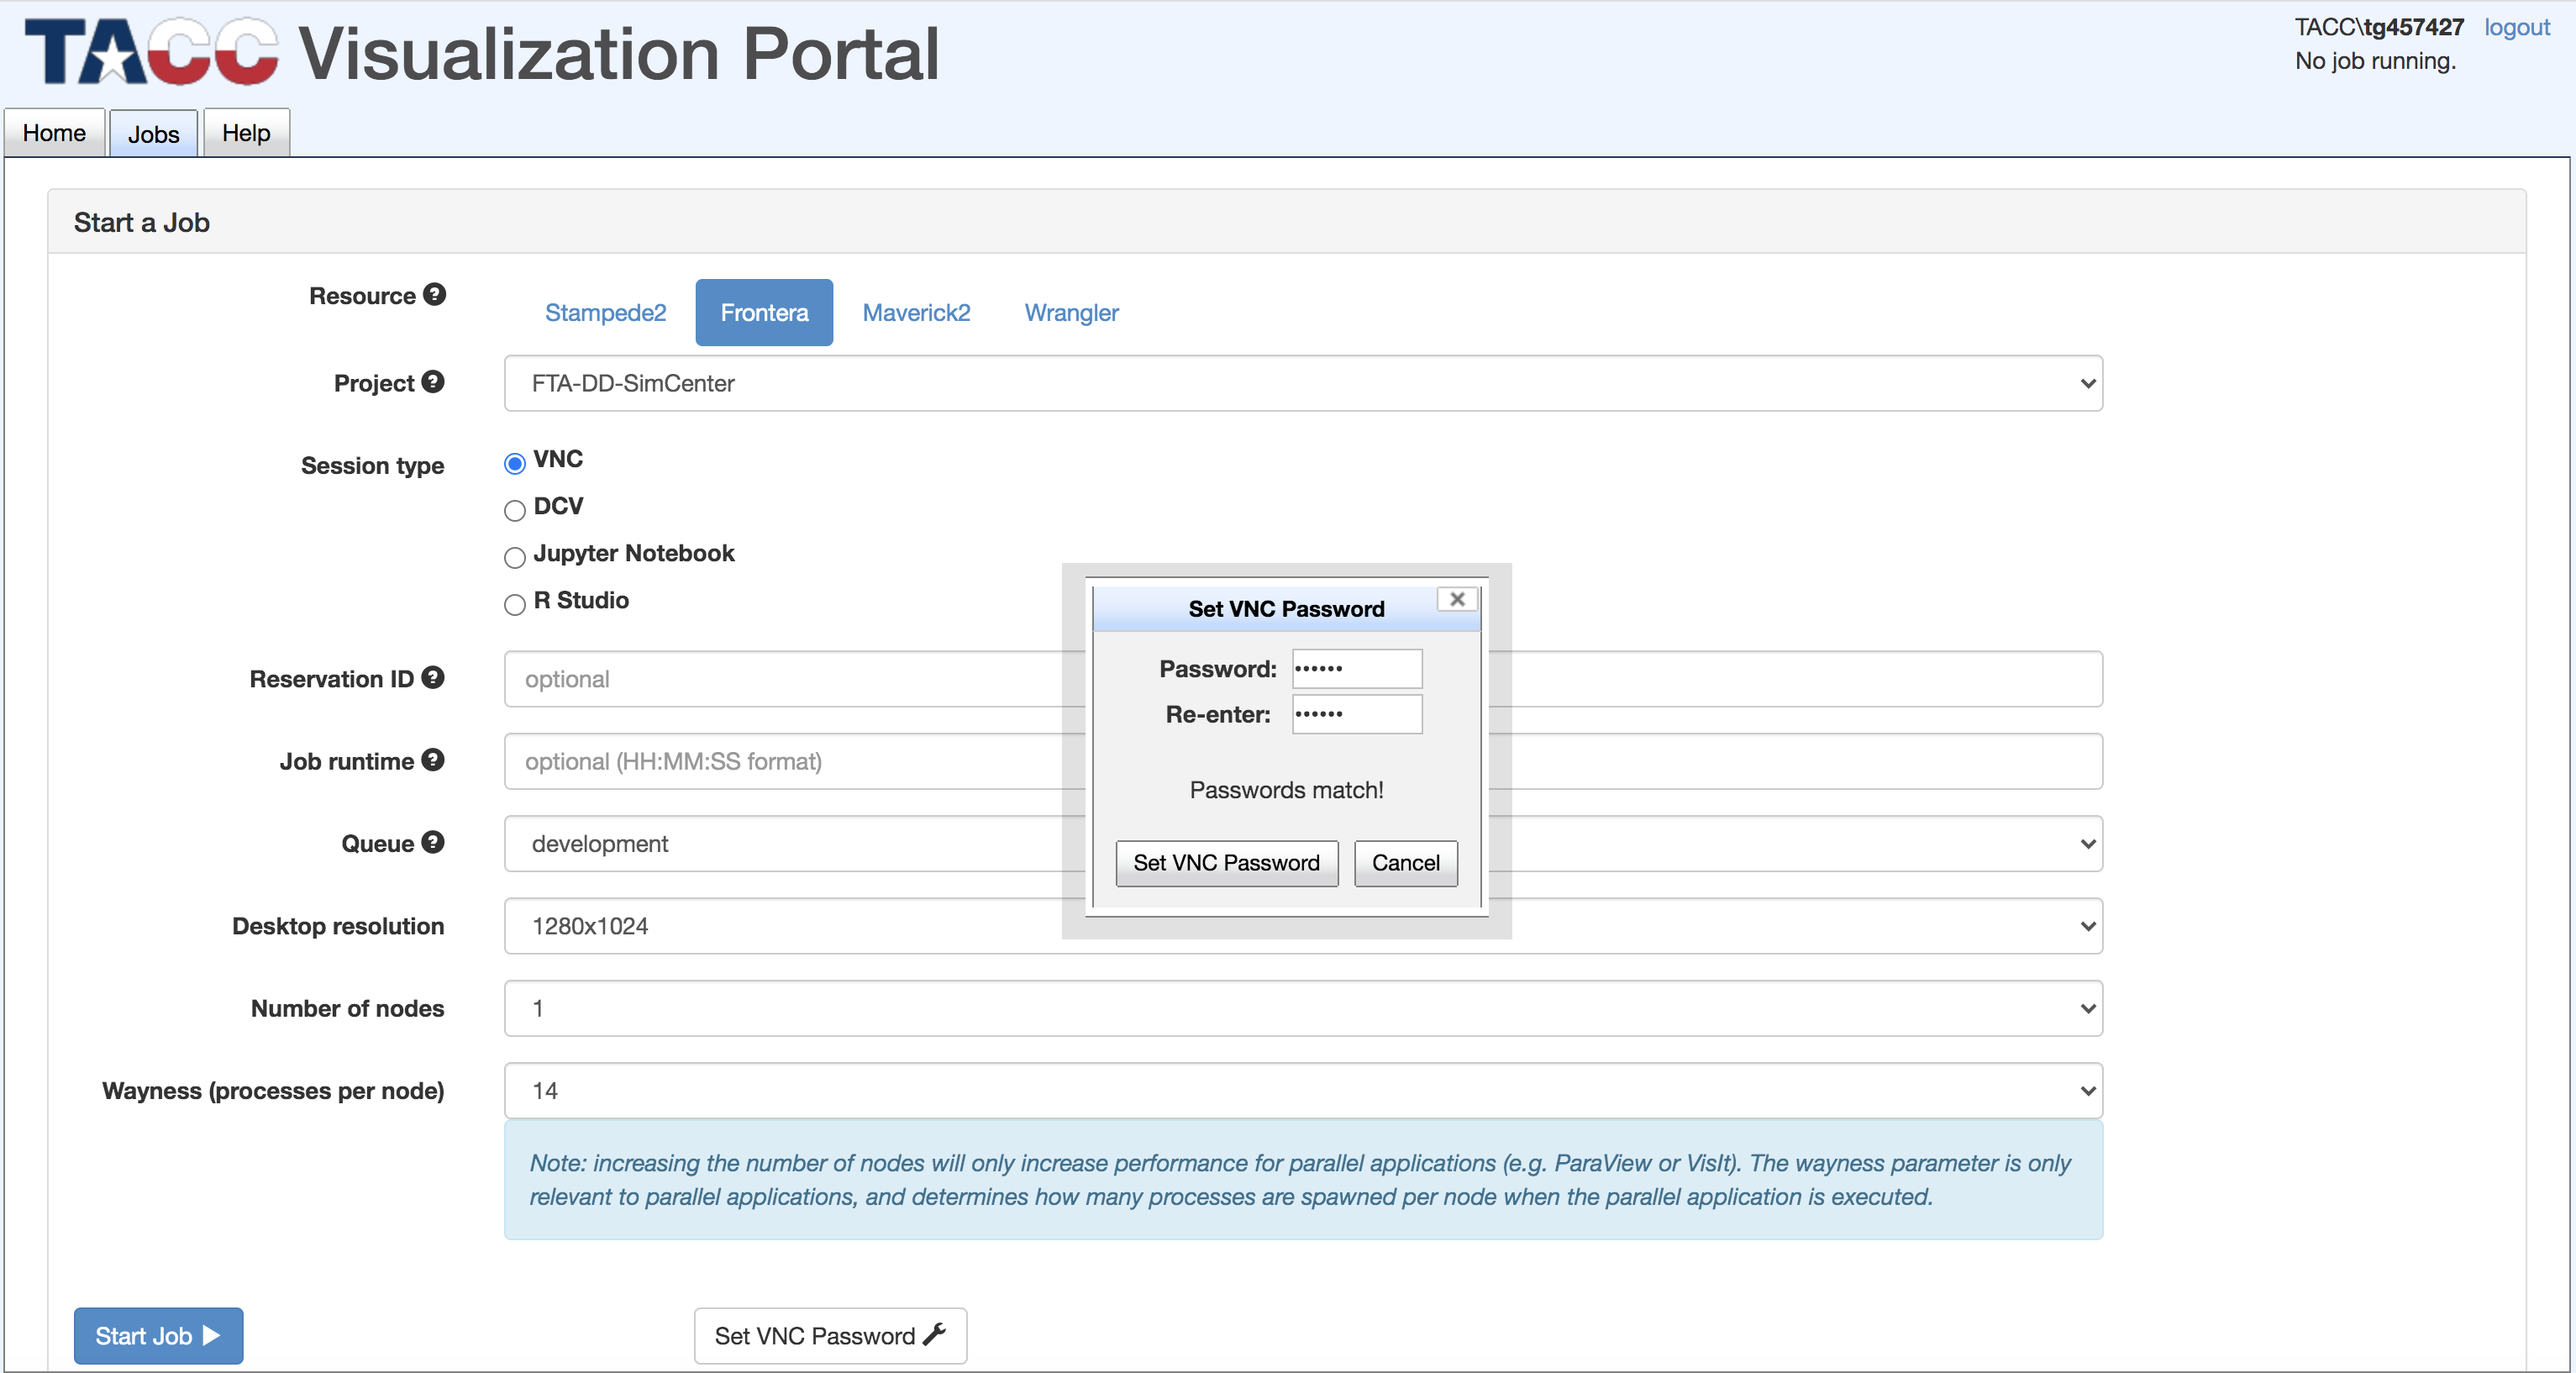 TACC Visualization Portal
TACC\tg457427 logout
No job running.
Home Jobs Help
Start a Job
Resource ?
Stampede2 Frontera Maverick2 Wrangler
Project ? FTA-DD-SimCenter
Session type
VNC
DCV
Jupyter Notebook
R Studio
Reservation ID ? optional
Job runtime ? optional (HH:MM:SS format)
Queue ? development
Desktop resolution 1280x1024
Number of nodes 1
Wayness (processes per node) 14
Note: increasing the number of nodes will only increase performance for parallel applications (e.g. ParaView or VisIt). The wayness parameter is only
relevant to parallel applications, and determines how many processes are spawned per node when the parallel application is executed.
Start Job
Set VNC Password
Set VNC Password
Password: ••••••
Re-enter: ••••••
Passwords match!
Set VNC Password Cancel